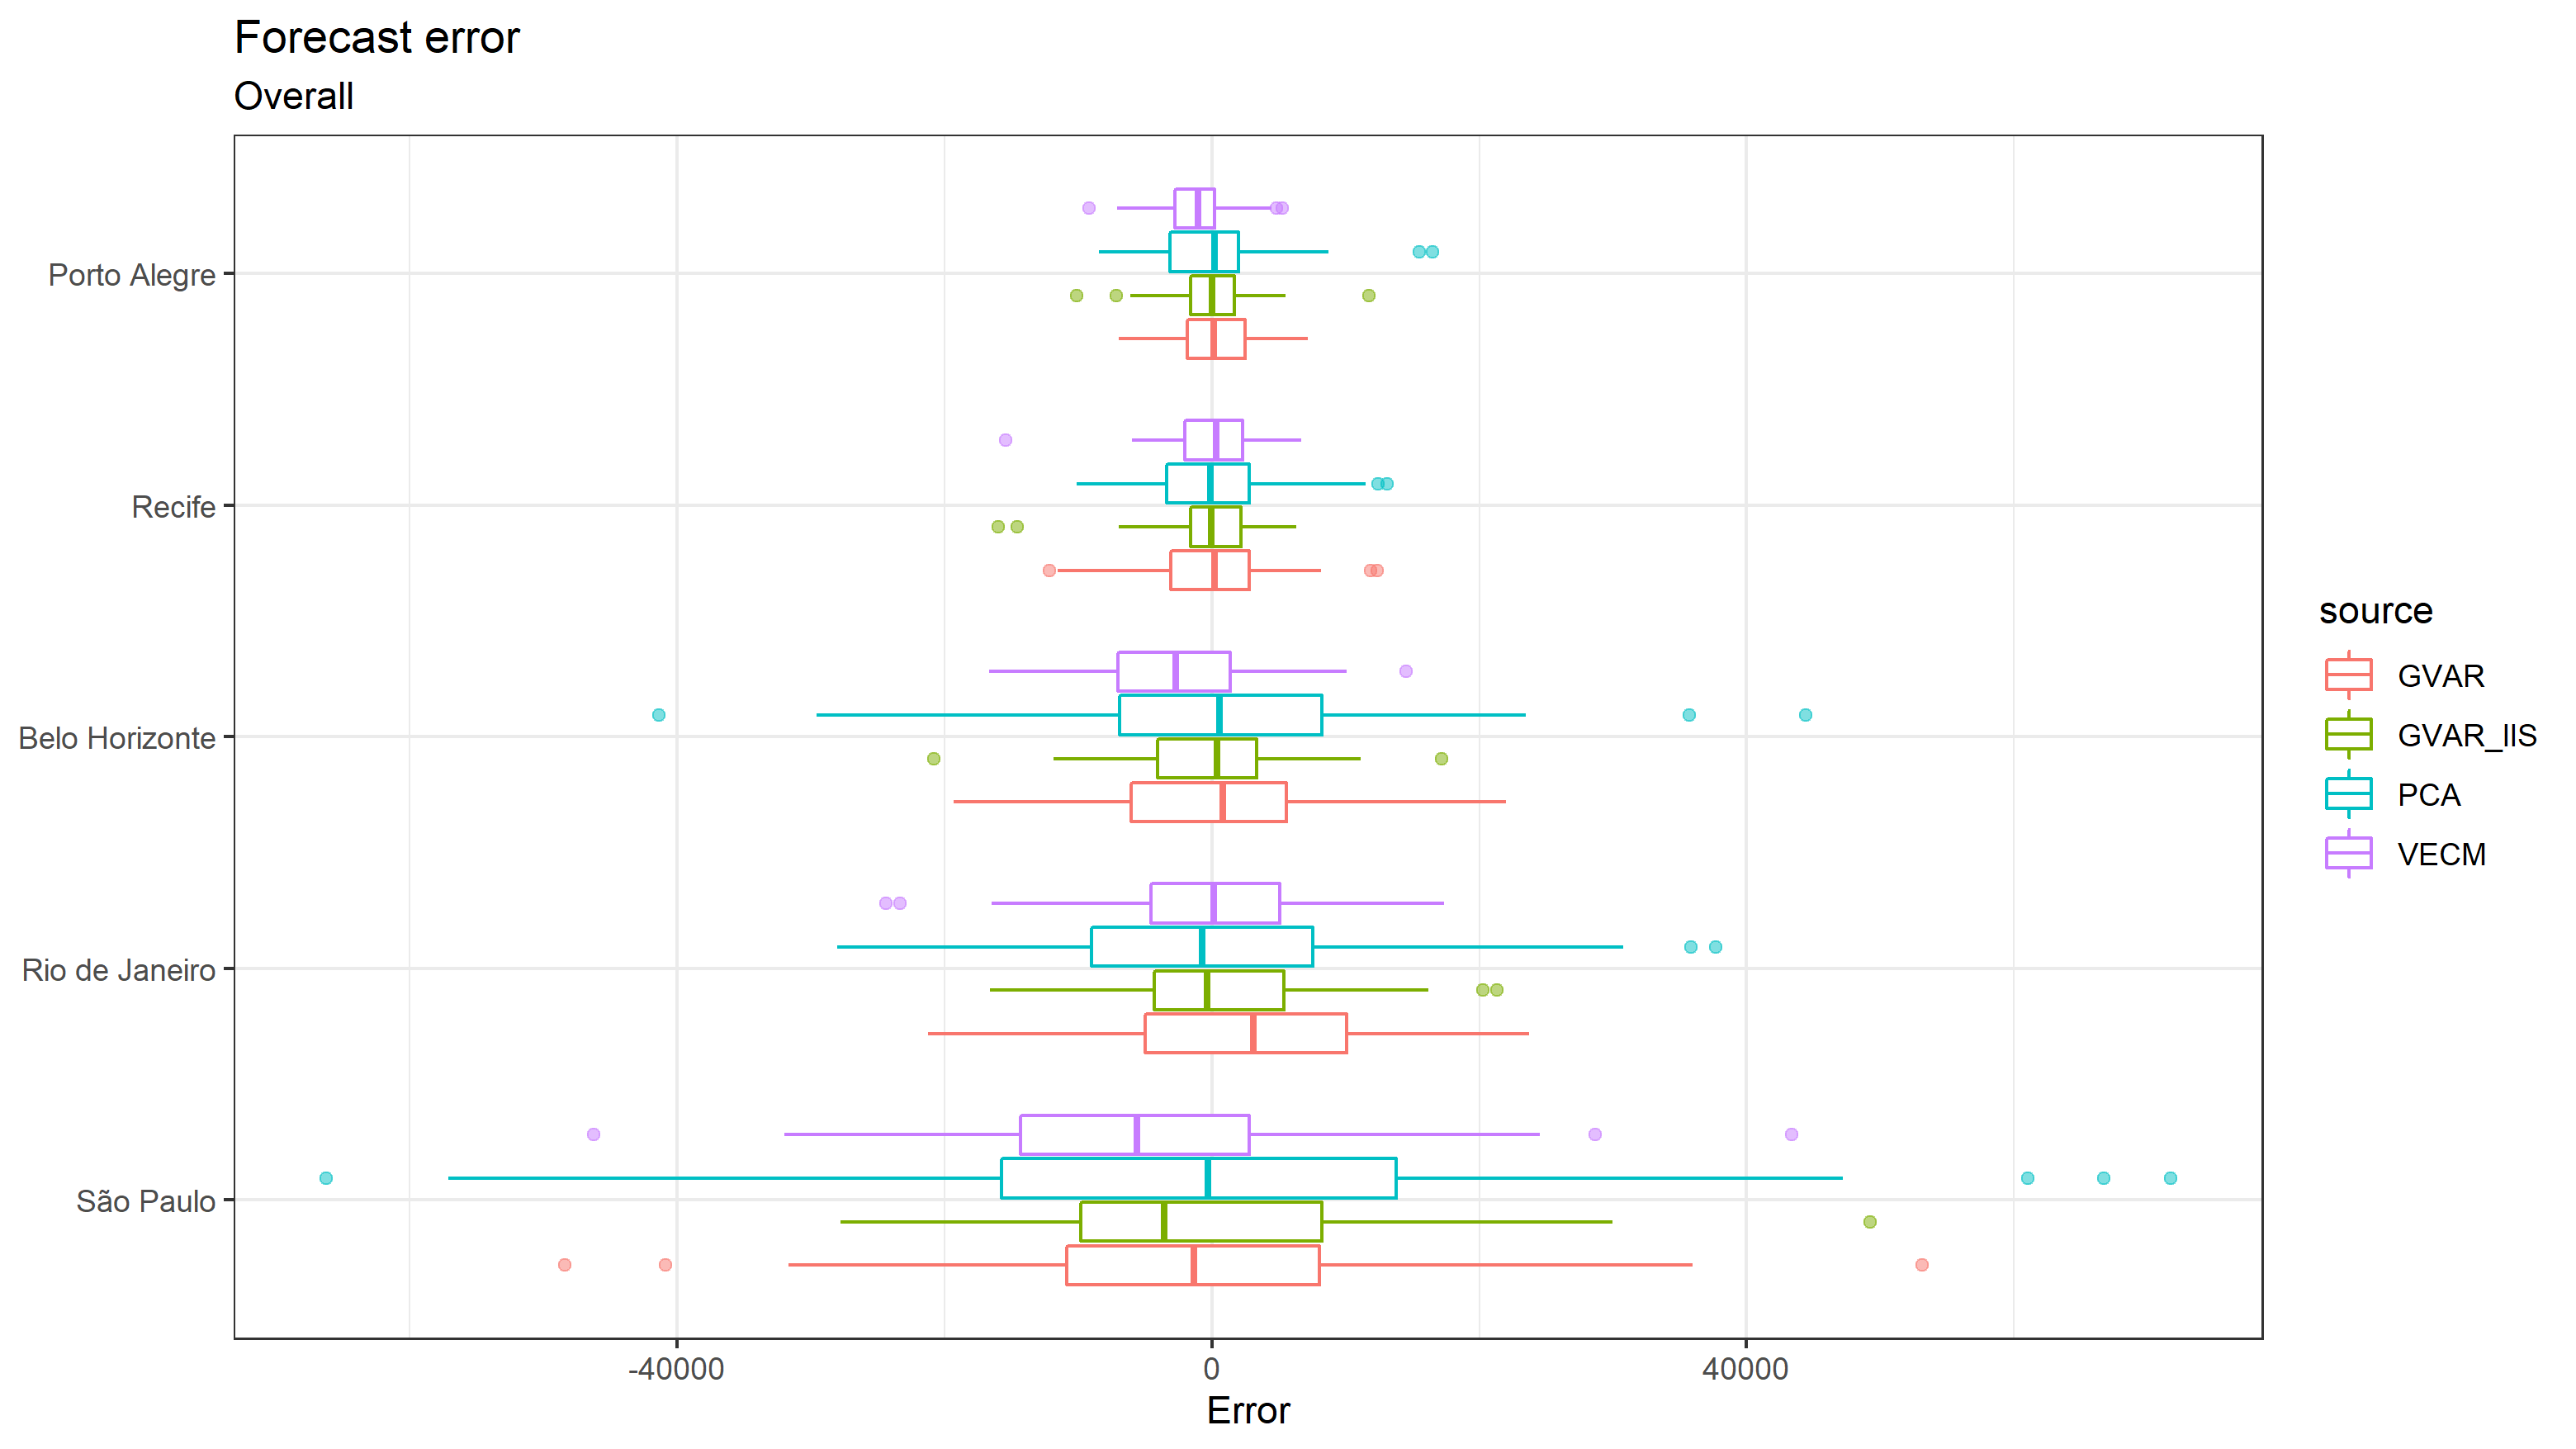 Forecast error
Overall
Porto Alegre
Recife
Belo Horizonte
Rio de Janeiro
São Paulo
-40000
0
40000
Error
source
GVAR
GVAR_IIS
PCA
VECM